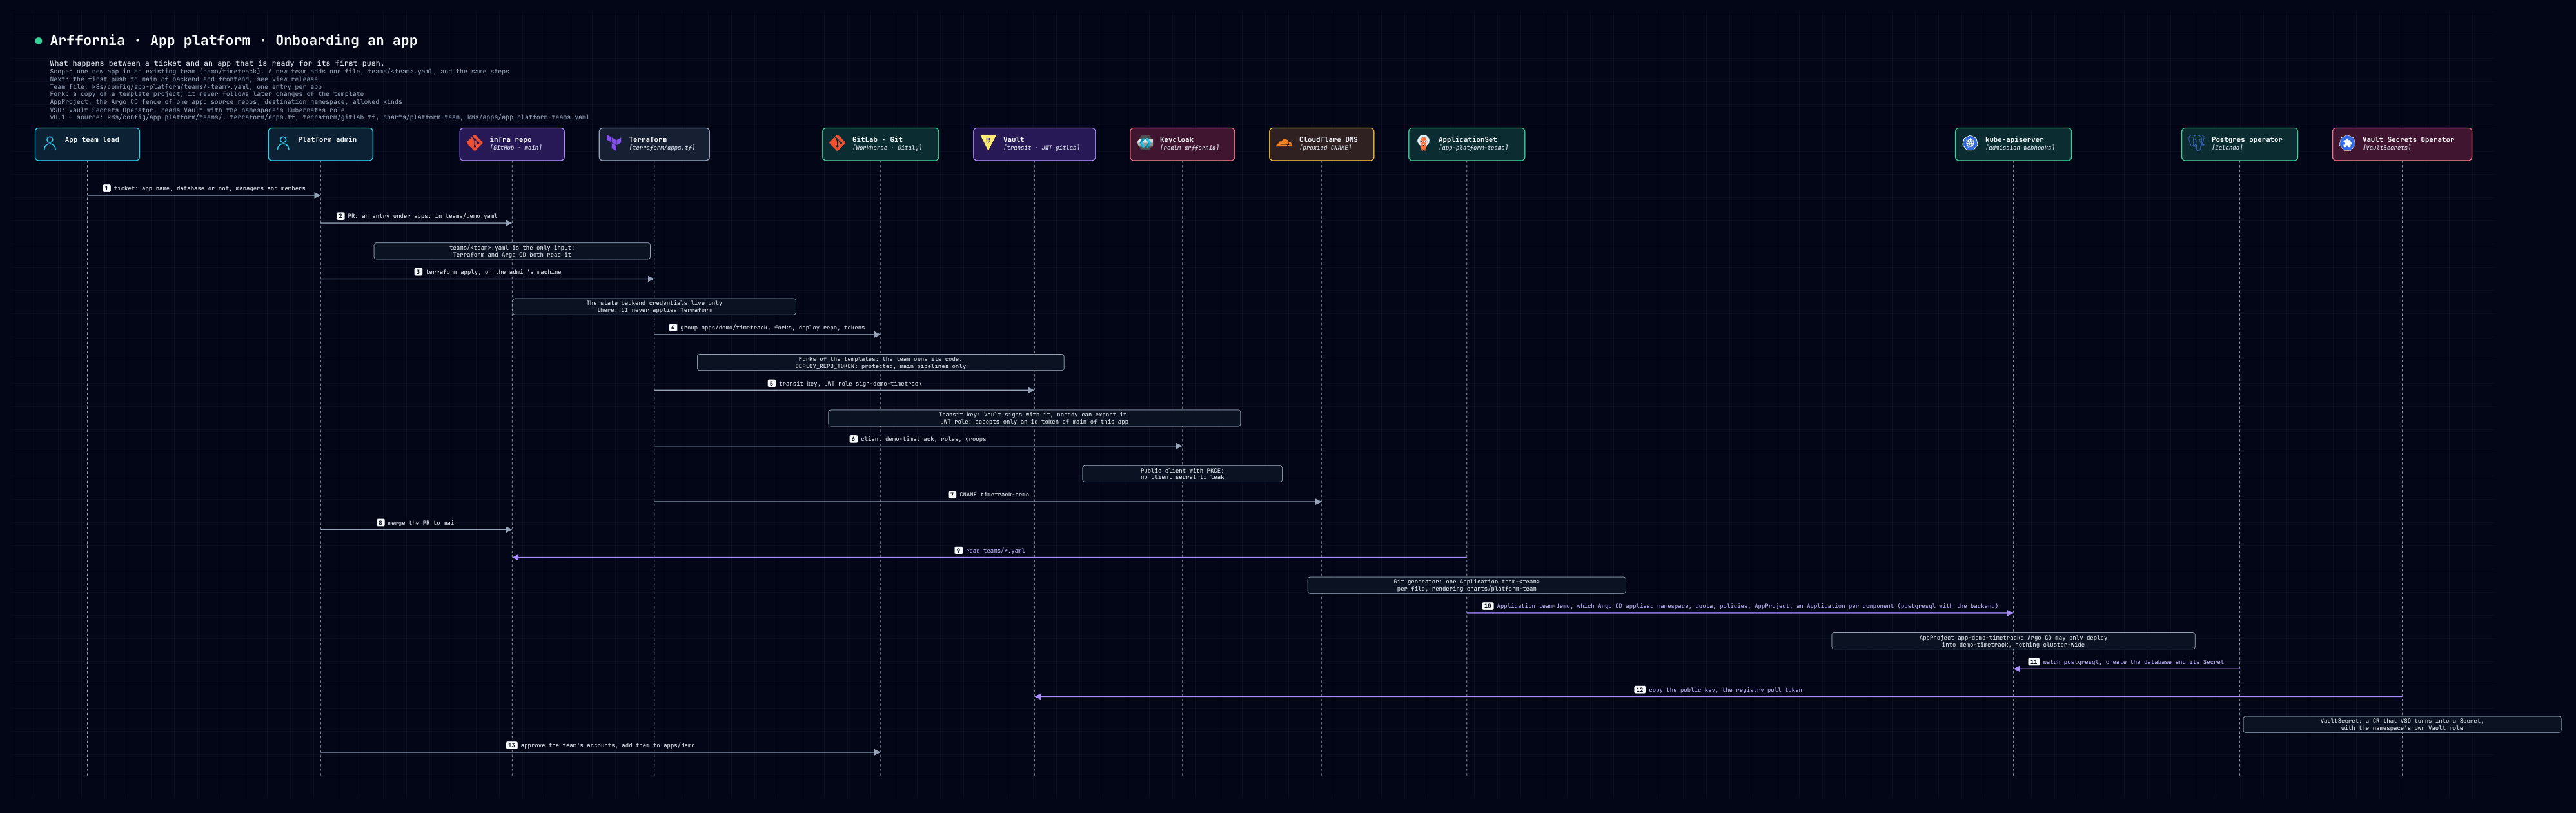 Arffornia · App platform · Onboarding an app
What happens between a ticket and an app that is ready for its first push.
Scope: one new app in an existing team (demo/timetrack). A new team adds one file, teams/<team>.yaml, and the same steps
Next: the first push to main of backend and frontend, see view release
Team file: k8s/config/app-platform/teams/<team>.yaml, one entry per app
Fork: a copy of a template project; it never follows later changes of the template
AppProject: the Argo CD fence of one app: source repos, destination namespace, allowed kinds
VSO: Vault Secrets Operator, reads Vault with the namespace's Kubernetes role
v0.1 · source: k8s/config/app-platform/teams/, terraform/apps.tf, terraform/gitlab.tf, charts/platform-team, k8s/apps/app-platform-teams.yaml
App team lead
Platform admin
infra repo
[GitHub · main]
Terraform
[terraform/apps.tf]
GitLab · Git
[Workhorse · Gitaly]
Vault
[transit · JWT gitlab]
Keycloak
[realm arffornia]
Cloudflare DNS
[proxied CNAME]
ApplicationSet
[app-platform-teams]
kube-apiserver
[admission webhooks]
Postgres operator
[Zalando]
Vault Secrets Operator
[VaultSecrets]
1 ticket: app name, database or not, managers and members
2 PR: an entry under apps: in teams/demo.yaml
teams/<team>.yaml is the only input:
Terraform and Argo CD both read it
3 terraform apply, on the admin's machine
The state backend credentials live only
there: CI never applies Terraform
4 group apps/demo/timetrack, forks, deploy repo, tokens
Forks of the templates: the team owns its code.
DEPLOY_REPO_TOKEN: protected, main pipelines only
5 transit key, JWT role sign-demo-timetrack
Transit key: Vault signs with it, nobody can export it.
JWT role: accepts only an id_token of main of this app
6 client demo-timetrack, roles, groups
Public client with PKCE:
no client secret to leak
7 CNAME timetrack-demo
8 merge the PR to main
9 read teams/*.yaml
Git generator: one Application team-<team>
per file, rendering charts/platform-team
10 Application team-demo, which Argo CD applies: namespace, quota, policies, AppProject, an Application per component (postgresql with the backend)
AppProject app-demo-timetrack: Argo CD may only deploy
into demo-timetrack, nothing cluster-wide
11 watch postgresql, create the database and its Secret
12 copy the public key, the registry pull token
VaultSecret: a CR that VSO turns into a Secret,
with the namespace's own Vault role
13 approve the team's accounts, add them to apps/demo